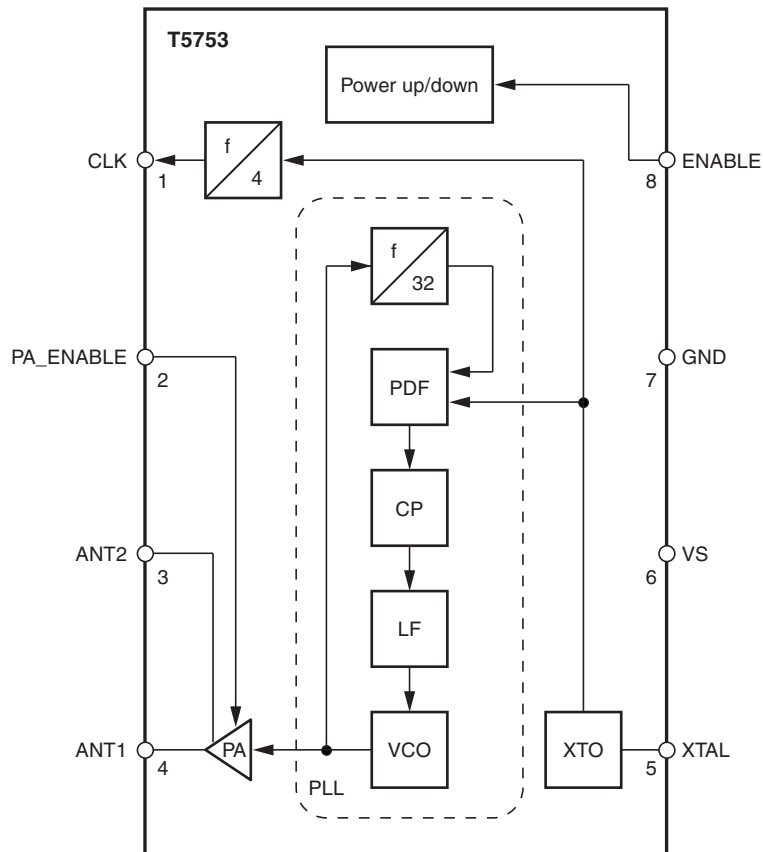 T5753
Power up/down
CLK
1
f
4
ENABLE
8
f
32
PA_ENABLE
2
PDF
GND
7
CP
ANT2
3
VS
6
LF
ANT1
4
PA
VCO
XTO
XTAL
5
PLL